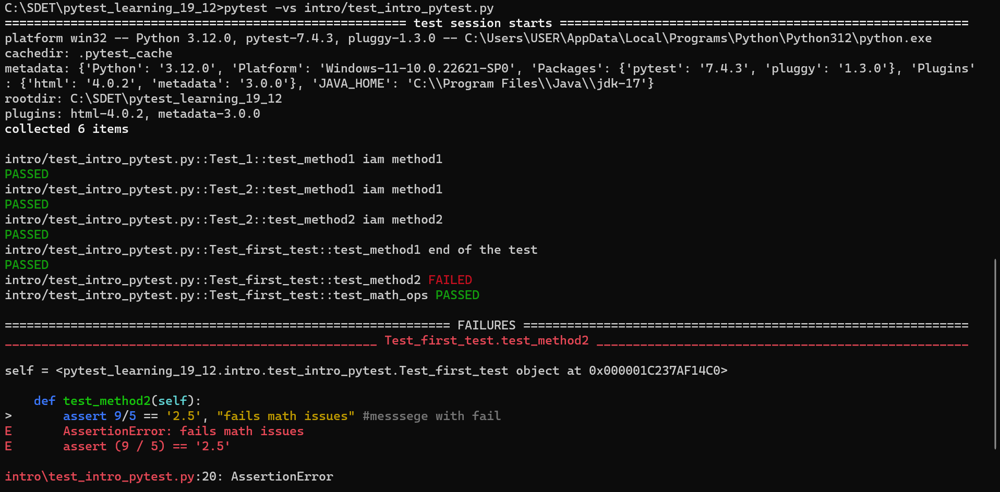 C:\SDET\pytest_learning_19_12>pytest -vs intro/test_intro_pytest.py
======================================================= test session starts ========================================================
platform win32 -- Python 3.12.0, pytest-7.4.3, pluggy-1.3.0 -- C:\Users\USER\AppData\Local\Programs\Python\Python312\python.exe
cachedir: .pytest_cache
metadata: {'Python': '3.12.0', 'Platform': 'Windows-11-10.0.22621-SP0', 'Packages': {'pytest': '7.4.3', 'pluggy': '1.3.0'}, 'Plugins'
: {'html': '4.0.2', 'metadata': '3.0.0'}, 'JAVA_HOME': 'C:\\Program Files\\Java\\jdk-17'}
rootdir: C:\SDET\pytest_learning_19_12
plugins: html-4.0.2, metadata-3.0.0
collected 6 items

intro/test_intro_pytest.py::Test_1::test_method1 iam method1
PASSED
intro/test_intro_pytest.py::Test_2::test_method1 iam method1
PASSED
intro/test_intro_pytest.py::Test_2::test_method2 iam method2
PASSED
intro/test_intro_pytest.py::Test_first_test::test_method1 end of the test
PASSED
intro/test_intro_pytest.py::Test_first_test::test_method2 FAILED
intro/test_intro_pytest.py::Test_first_test::test_math_ops PASSED

============================================================= FAILURES =============================================================
___________________________________________________ Test_first_test.test_method2 ___________________________________________________

self = <pytest_learning_19_12.intro.test_intro_pytest.Test_first_test object at 0x000001C237AF14C0>

    def test_method2(self):
>       assert 9/5 == '2.5', "fails math issues" #messsege with fail
E       AssertionError: fails math issues
E       assert (9 / 5) == '2.5'

intro\test_intro_pytest.py:20: AssertionError